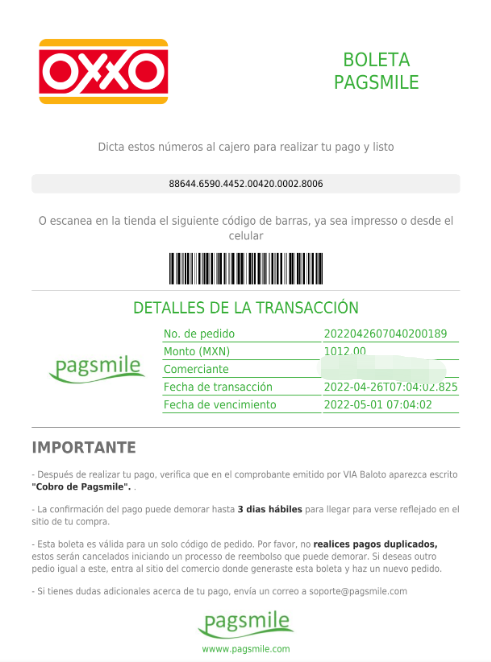 OXXO
BOLETA
PAGSMILE
Dicta estos números al cajero para realizar tu pago y listo
88644.6590.4452.00420.0002.8006
O escanea en la tienda el siguiente código de barras, ya sea impresso o desde el
celular
DETALLES DE LA TRANSACCIÓN
pagsmile
No. de pedido 2022042607040200189
Monto (MXN) 1012.00
Comerciante
Fecha de transacción 2022-04-26T07:04:02.825
Fecha de vencimiento 2022-05-01 07:04:02
IMPORTANTE
- Después de realizar tu pago, verifica que en el comprobante emitido por VIA Baloto aparezca escrito
"Cobro de Pagsmile". .
- La confirmación del pago puede demorar hasta 3 dias hábiles para llegar para verse reflejado en el
sitio de tu compra.
- Esta boleta es válida para un solo código de pedido. Por favor, no realices pagos duplicados,
estos serán cancelados iniciando un processo de reembolso que puede demorar. Si deseas outro
pedio igual a este, entra al sitio del comercio donde generaste esta boleta y haz un nuevo pedido.
- Si tienes dudas adicionales acerca de tu pago, envía un correo a soporte@pagsmile.com
pagsmile
wwww.pagsmile.com